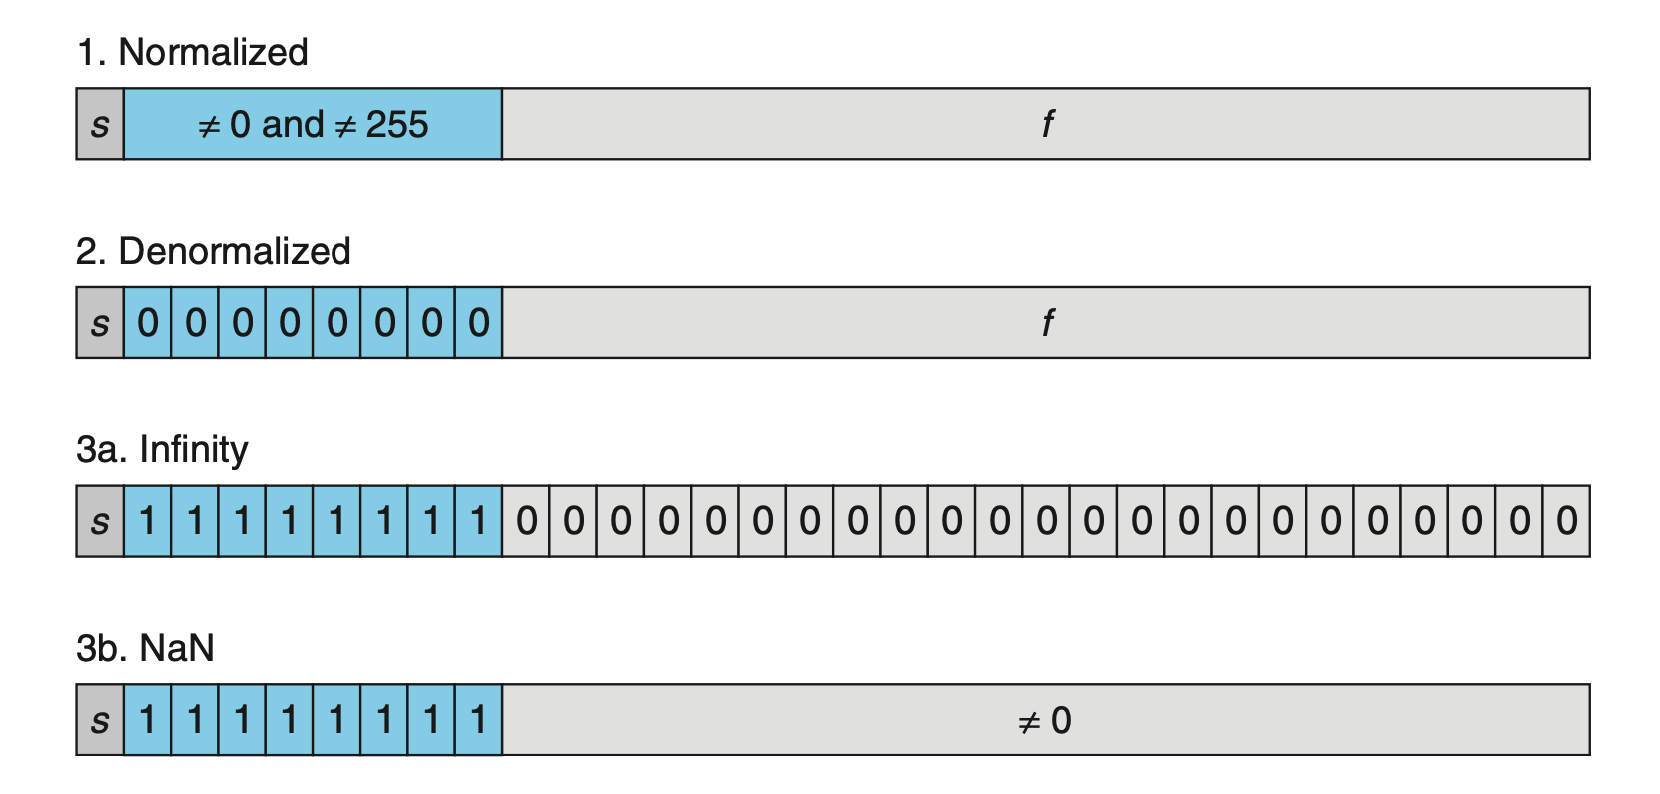 1. Normalized
s ≠ 0 and ≠ 255 f
2. Denormalized
s 0 0 0 0 0 0 0 0 f
3a. Infinity
s 1 1 1 1 1 1 1 1 0 0 0 0 0 0 0 0 0 0 0 0 0 0 0 0 0 0 0 0 0 0 0
3b. NaN
s 1 1 1 1 1 1 1 1 ≠ 0